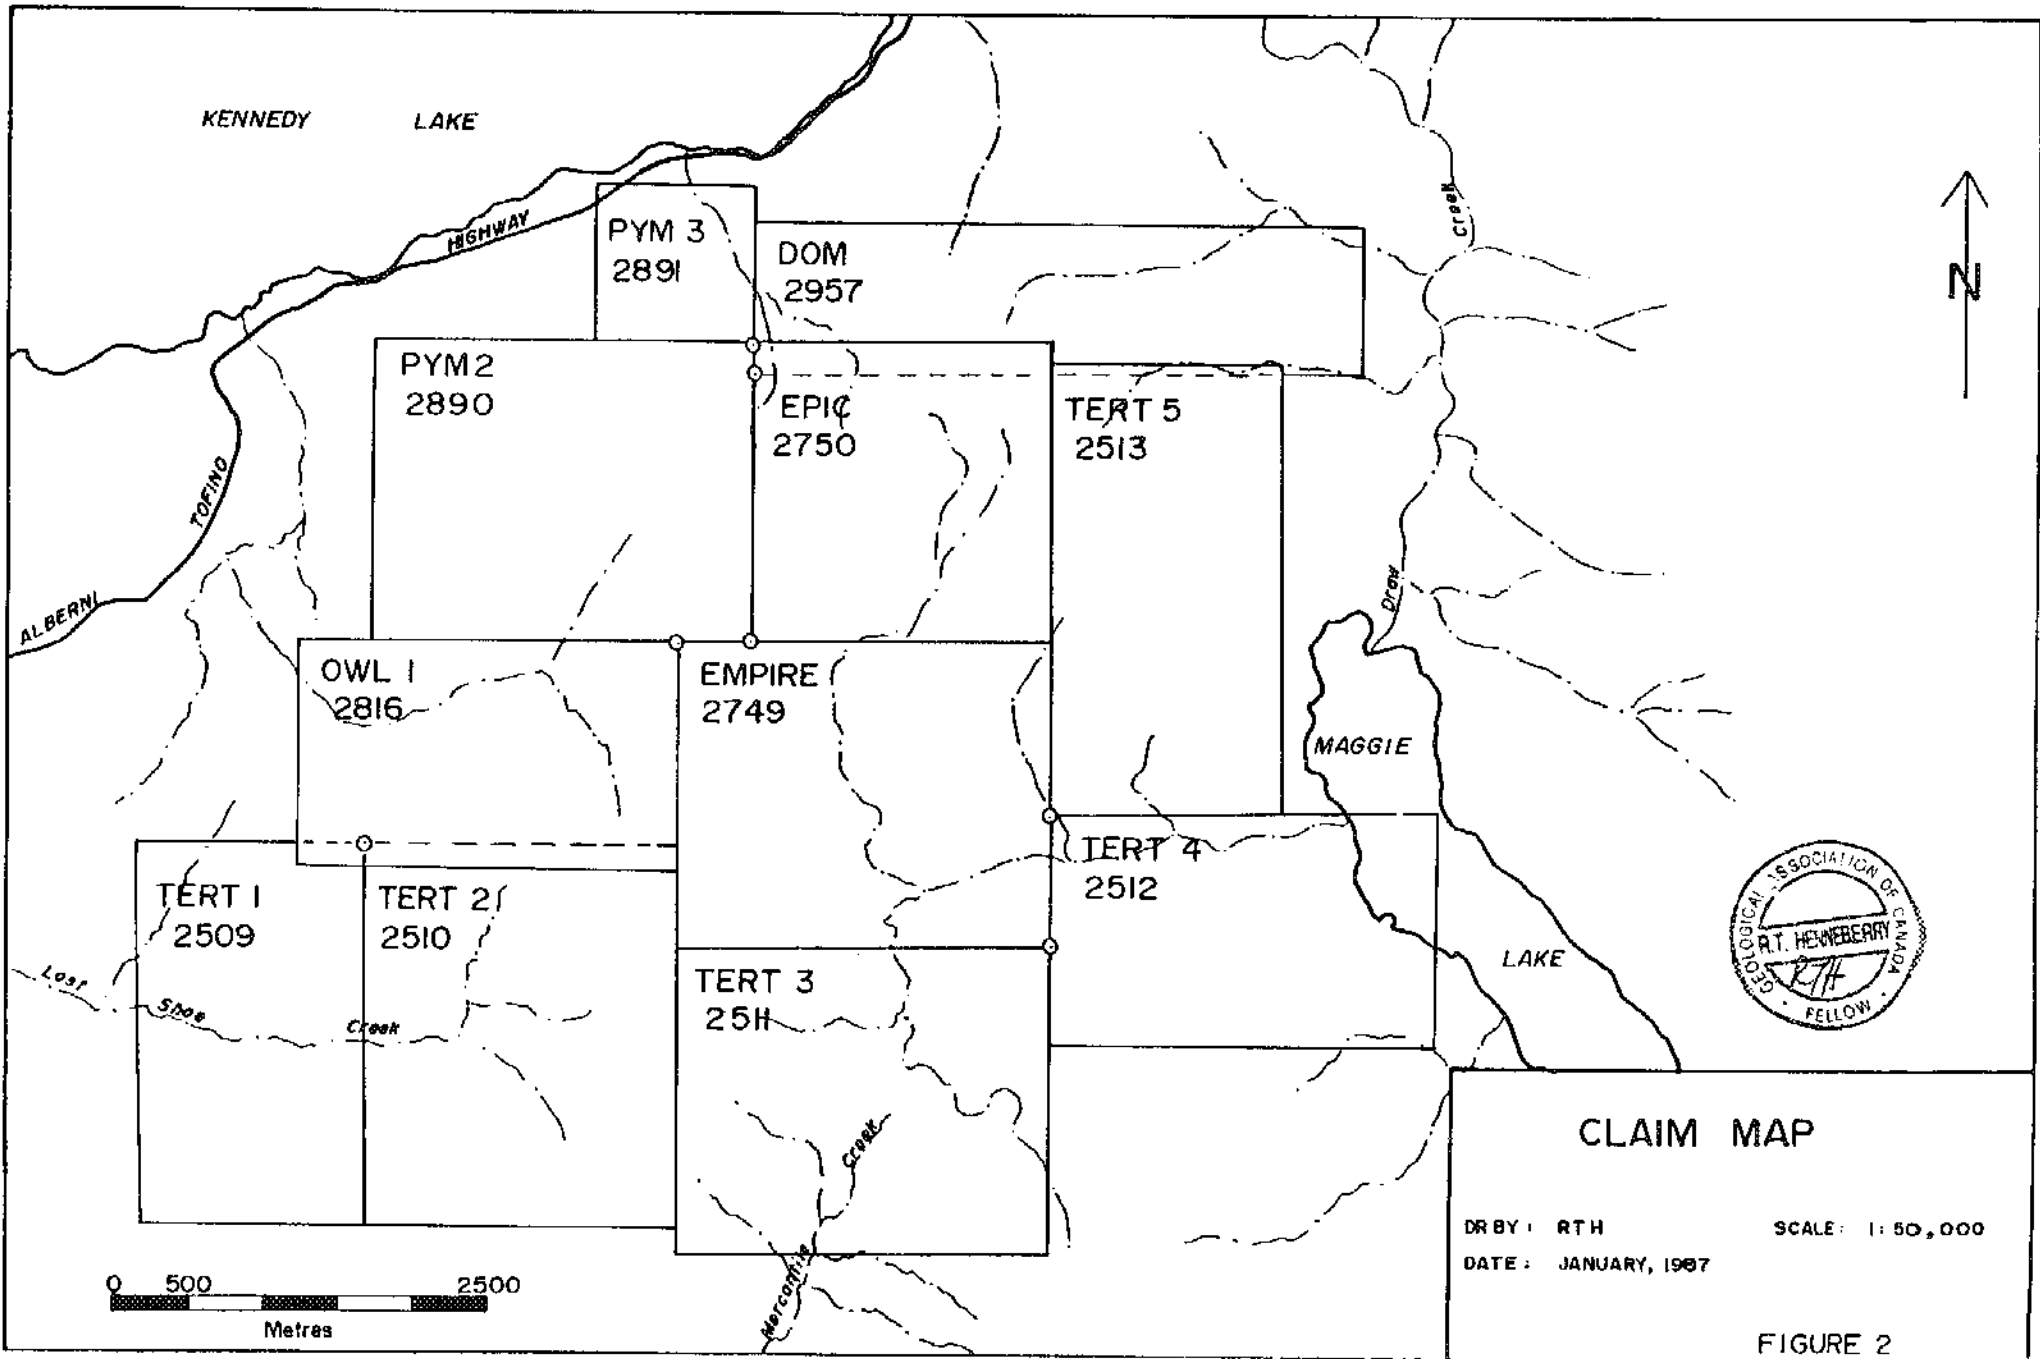 KENNEDY LAKE
HIGHWAY
PYM 3
2891
DOM
2957
Creek
N
PYM 2
2890
EPIC
2750
TERT 5
2513
TOFINO
ALBERNI
Draw
OWL 1
2816
EMPIRE
2749
MAGGIE
TERT 4
2512
TERT 1
2509
TERT 2
2510
LAKE
TERT 3
2511
Lost
Shoe
Creek
Creek
Mercantile
GEOLOGICAL ASSOCIATION OF CANADA
R.T. HENNEBERRY
RTH
FELLOW
CLAIM MAP
DR BY: RTH
SCALE: 1:50,000
DATE: JANUARY, 1987
FIGURE 2
0 500 2500
Metres